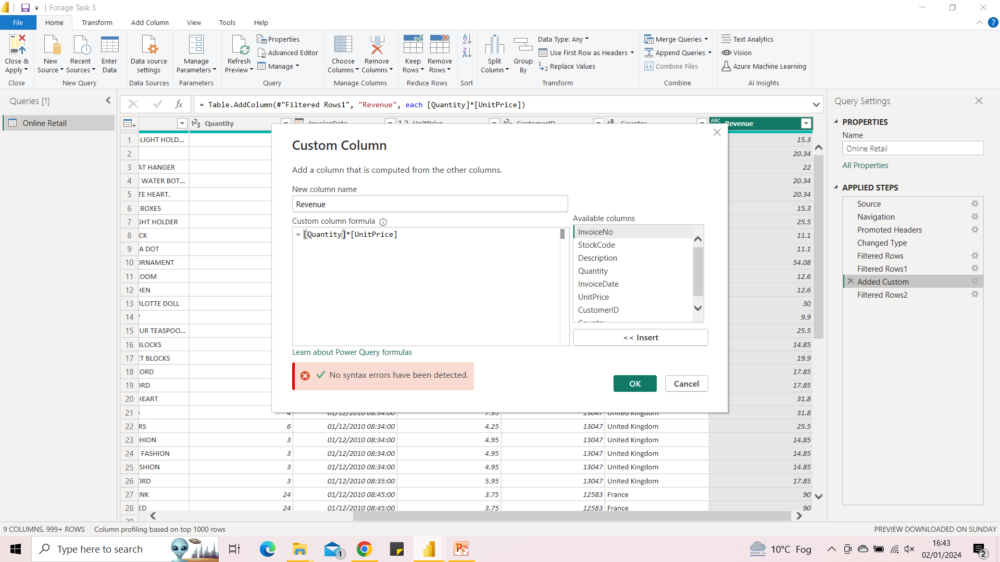 Forage Task 3
File
Home
Transform
Add Column
View
Tools
Help
Close &
Apply
Close
New
Source
Recent
Sources
Enter
Data
New Query
Data source
settings
Data Sources
Manage
Parameters
Parameters
Refresh
Preview
Properties
Advanced Editor
Manage
Query
Choose
Columns
Remove
Columns
Manage Columns
Keep
Rows
Remove
Rows
Reduce Rows
Sort
Split
Column
Group
By
Data Type: Any
Use First Row as Headers
Replace Values
Transform
Merge Queries
Append Queries
Combine Files
Combine
Text Analytics
Vision
Azure Machine Learning
AI Insights
Queries [1]
Online Retail
fx
= Table.AddColumn(#"Filtered Rows1", "Revenue", each [Quantity]*[UnitPrice])
Quantity Revenue
1 -LIGHT HOLD... 15.3
2 20.34
3 AT HANGER 22
4 WATER BOT... 20.34
5 TE HEART. 20.34
6 BOXES 15.3
7 GHT HOLDER 25.5
8 CK 11.1
9 A DOT 11.1
10 ORNAMENT 54.08
11 OOM 12.6
12 HEN 12.6
13 RLOTTE DOLL 30
14 9.9
15 UR TEASPOO... 25.5
16 BLOCKS 14.85
17 ET BLOCKS 19.9
18 ORD 17.85
19 ORD 17.85
20 HEART 31.8
21 4 01/12/2010 08:34:00 7.95 13047 United Kingdom 31.8
22 RS 6 01/12/2010 08:34:00 4.25 13047 United Kingdom 25.5
23 HION 3 01/12/2010 08:34:00 4.95 13047 United Kingdom 14.85
24 FASHION 3 01/12/2010 08:34:00 4.95 13047 United Kingdom 14.85
25 SHION 3 01/12/2010 08:34:00 4.95 13047 United Kingdom 14.85
26 ORD 3 01/12/2010 08:35:00 5.95 13047 United Kingdom 17.85
27 NK 24 01/12/2010 08:45:00 3.75 12583 France 90
28 ED 24 01/12/2010 08:45:00 3.75 12583 France 90
Custom Column
Add a column that is computed from the other columns.
New column name
Revenue
Custom column formula
= [Quantity]*[UnitPrice]
Available columns
InvoiceNo
StockCode
Description
Quantity
InvoiceDate
UnitPrice
CustomerID
Country
<< Insert
Learn about Power Query formulas
No syntax errors have been detected.
OK
Cancel
Query Settings
PROPERTIES
Name
Online Retail
All Properties
APPLIED STEPS
Source
Navigation
Promoted Headers
Changed Type
Filtered Rows
Filtered Rows1
Added Custom
Filtered Rows2
9 COLUMNS, 999+ ROWS Column profiling based on top 1000 rows
PREVIEW DOWNLOADED ON SUNDAY
Type here to search
1
10°C Fog
16:43
02/01/2024
2